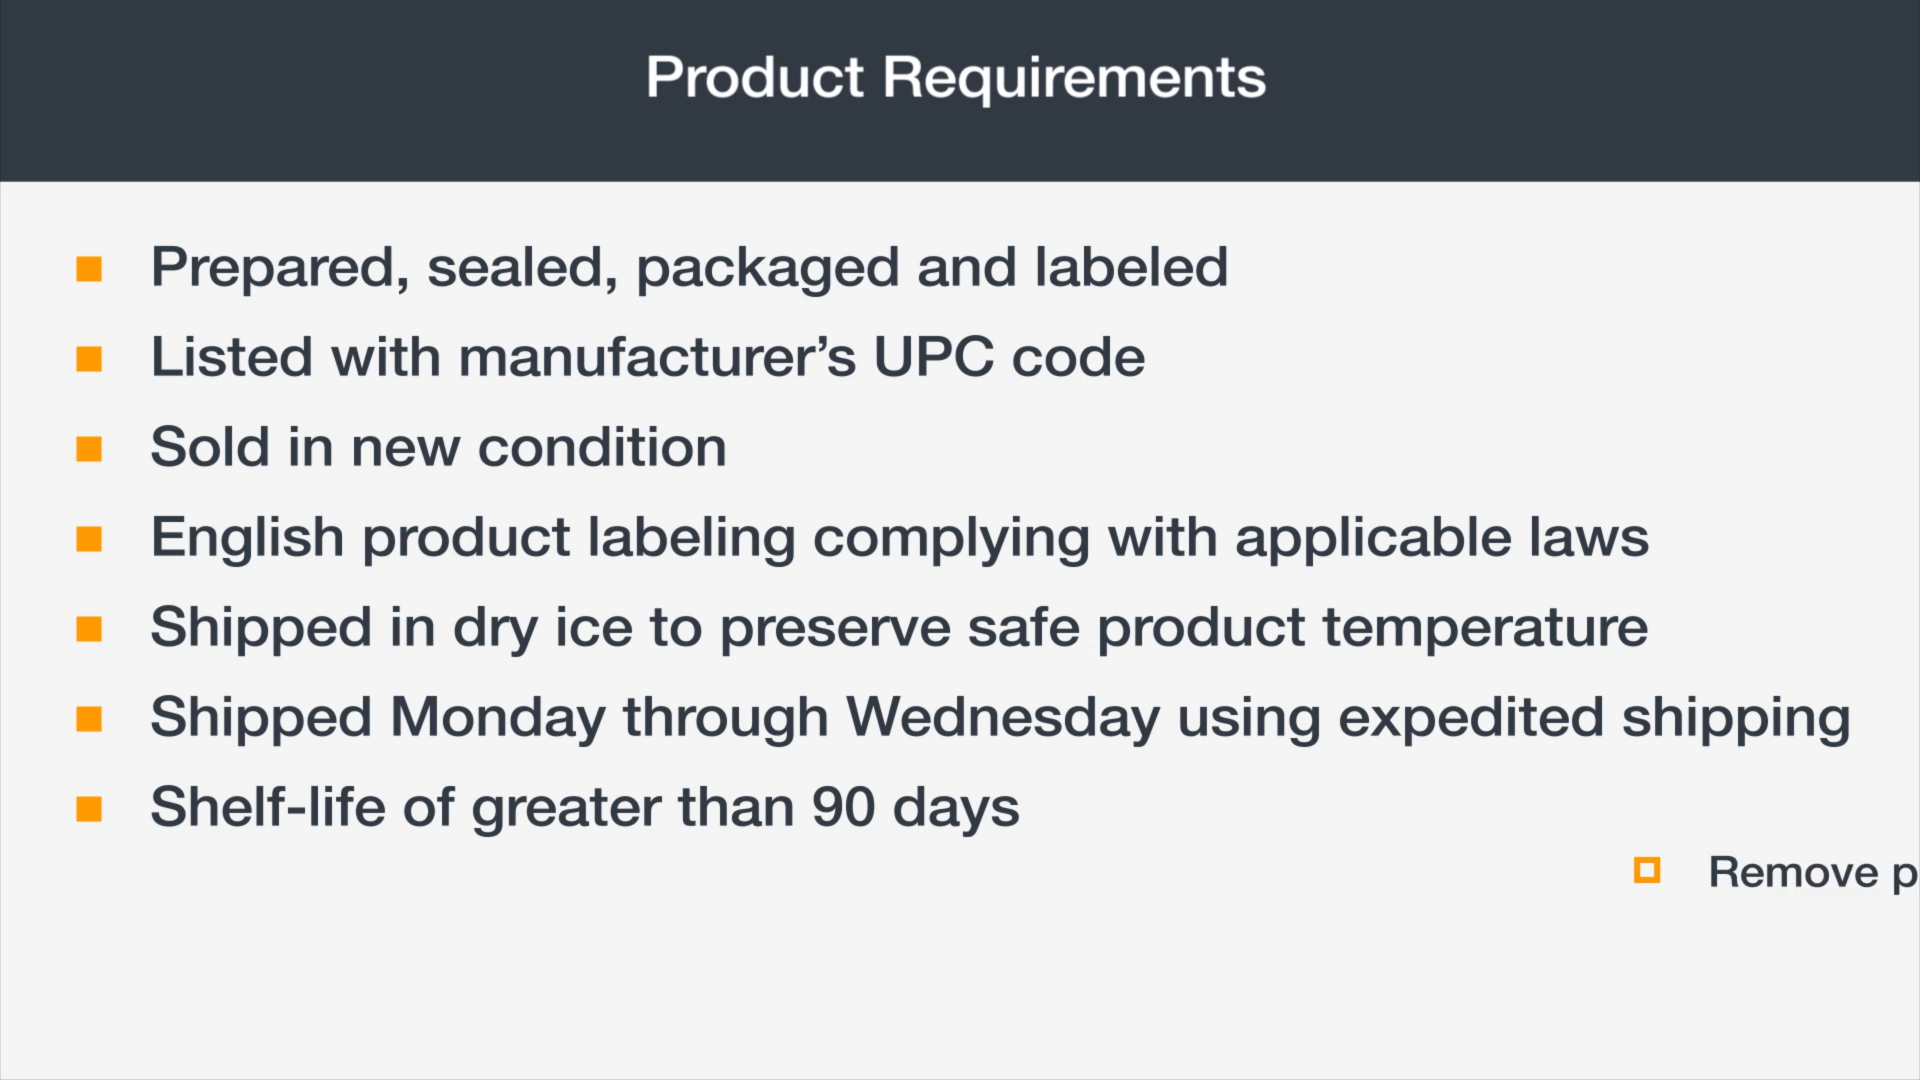 Product Requirements
Prepared, sealed, packaged and labeled
Listed with manufacturer’s UPC code
Sold in new condition
English product labeling complying with applicable laws
Shipped in dry ice to preserve safe product temperature
Shipped Monday through Wednesday using expedited shipping
Shelf-life of greater than 90 days
Remove p